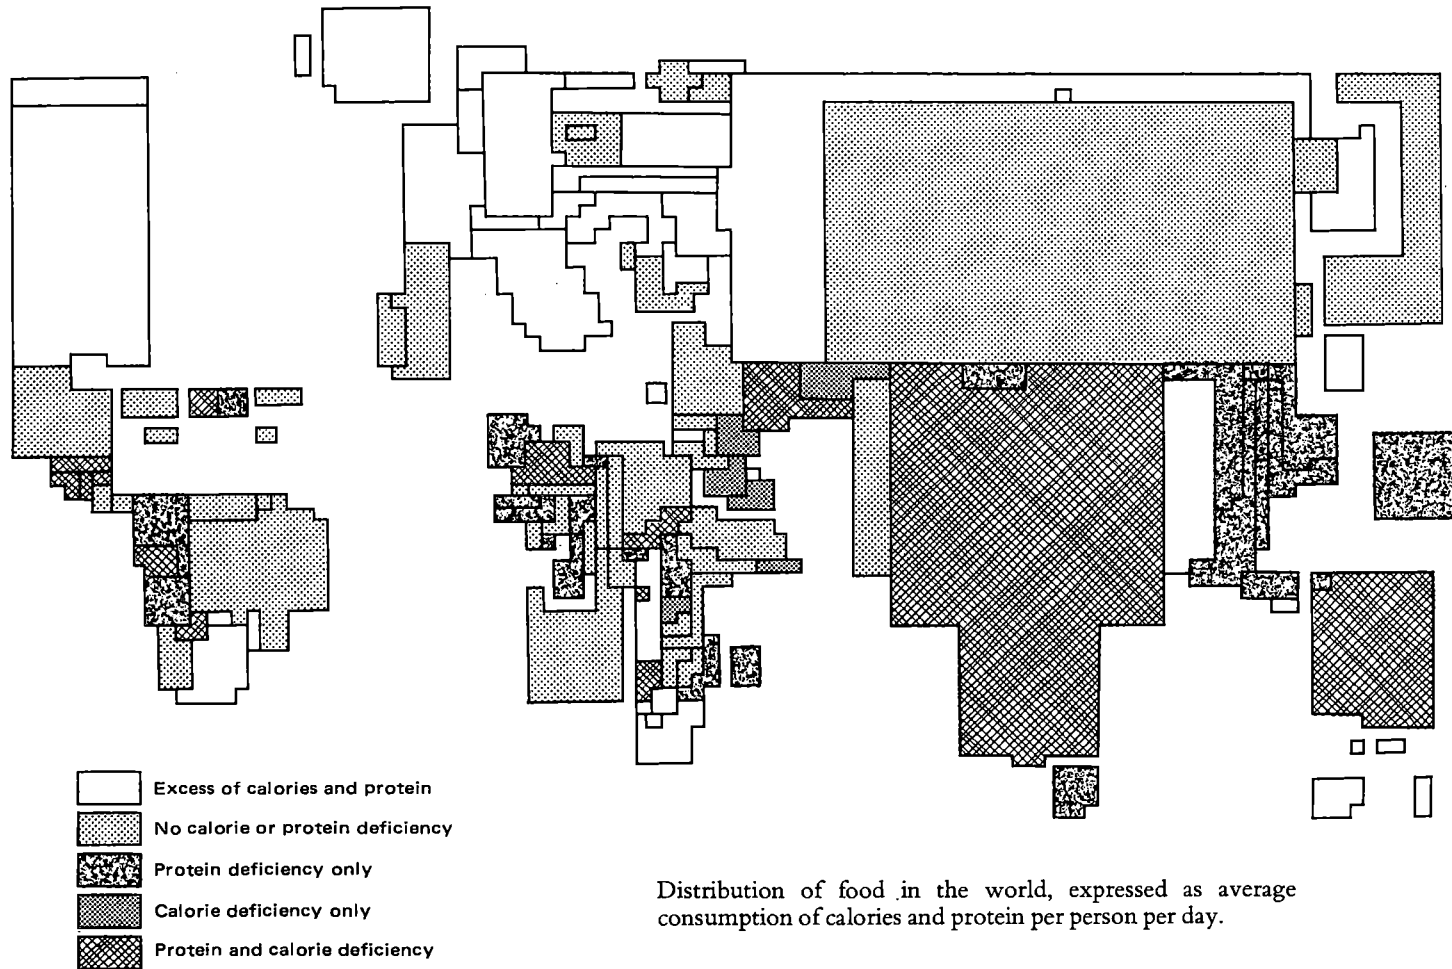 Excess of calories and protein
No calorie or protein deficiency
Protein deficiency only
Calorie deficiency only
Protein and calorie deficiency
Distribution of food in the world, expressed as average
consumption of calories and protein per person per day.